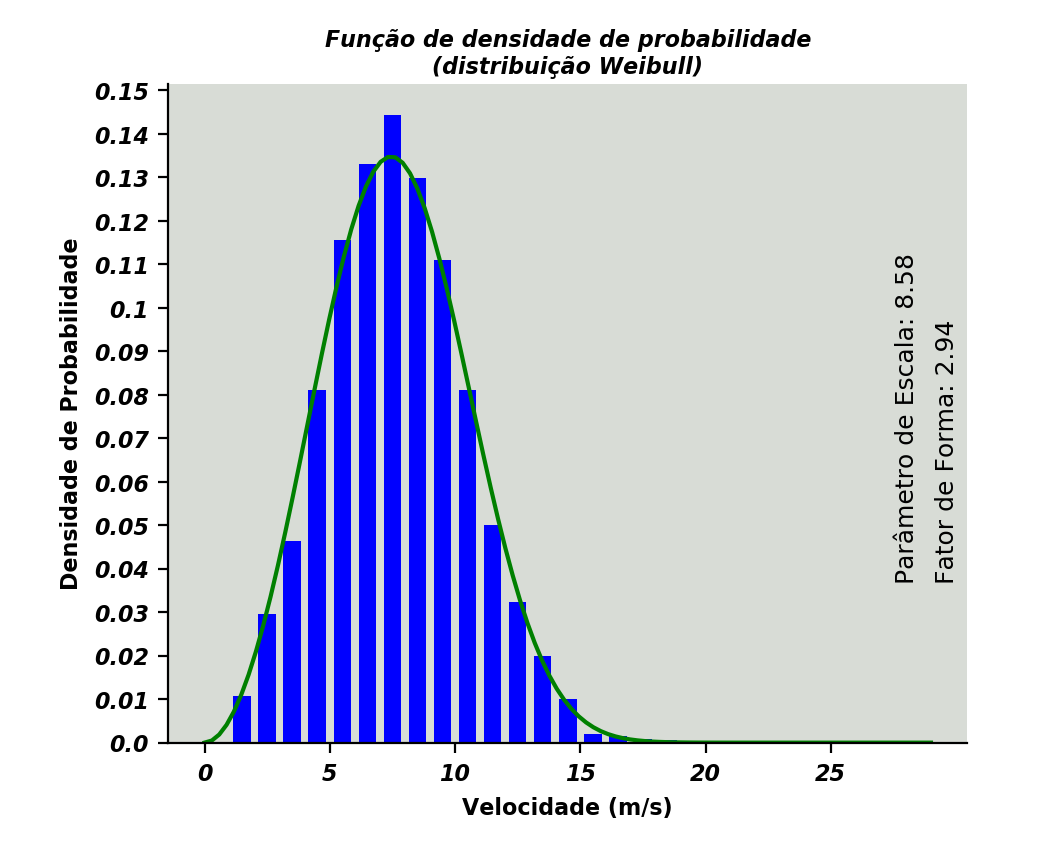 Função de densidade de probabilidade
(distribuição Weibull)
0.15
0.14
0.13
0.12
0.11
0.1
0.09
0.08
0.07
0.06
0.05
0.04
0.03
0.02
0.01
0.0
Densidade de Probabilidade
Parâmetro de Escala: 8.58
Fator de Forma: 2.94
0 5 10 15 20 25
Velocidade (m/s)